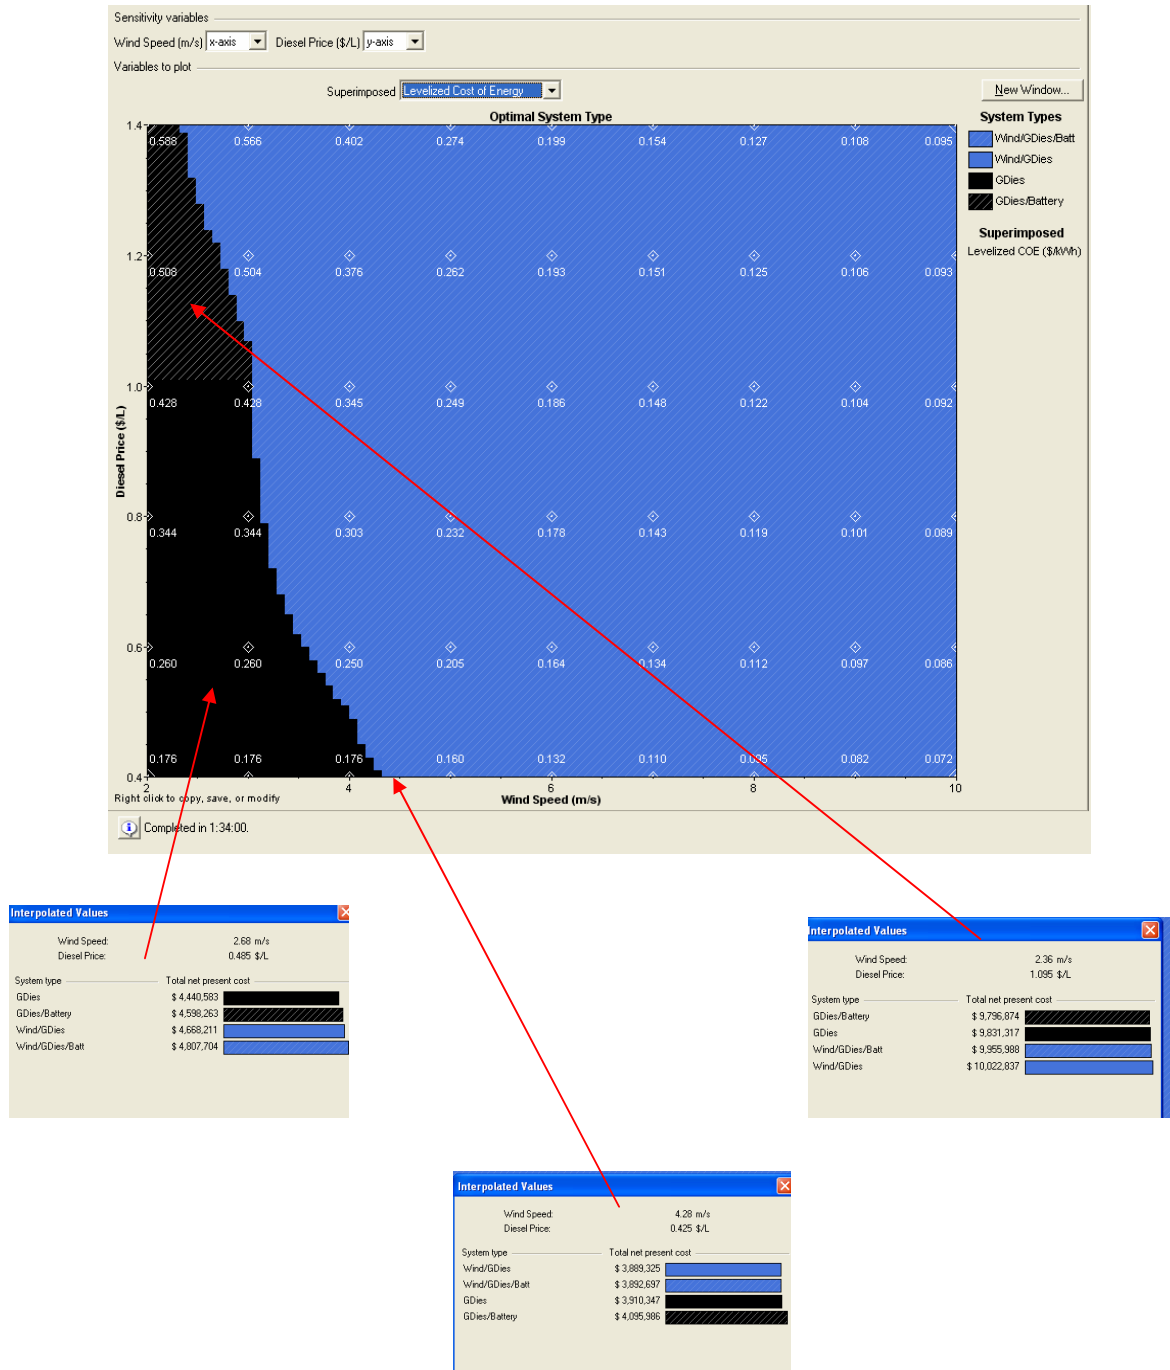 Sensitivity variables
Wind Speed (m/s) x-axis Diesel Price ($/L) y-axis
Variables to plot
Superimposed Levelized Cost of Energy New Window...
Optimal System Type
System Types
Wind/GDies/Batt
Wind/GDies
GDies
GDies/Battery
Superimposed
Levelized COE ($/kWh)
1.4
0.588 0.566 0.402 0.274 0.199 0.154 0.127 0.108 0.095
1.2
0.508 0.504 0.376 0.262 0.193 0.151 0.125 0.106 0.093
1.0
0.428 0.428 0.345 0.249 0.186 0.148 0.122 0.104 0.092
Diesel Price ($/L)
0.8
0.344 0.344 0.303 0.232 0.178 0.143 0.119 0.101 0.089
0.6
0.260 0.260 0.250 0.205 0.164 0.134 0.112 0.097 0.086
0.176 0.176 0.176 0.160 0.132 0.110 0.095 0.082 0.072
0.4
2 4 6 8 10
Right click to copy, save, or modify
Wind Speed (m/s)
Completed in 1:34:00.
Interpolated Values
Wind Speed: 2.68 m/s
Diesel Price: 0.485 $/L
System type Total net present cost
GDies $ 4,440,583
GDies/Battery $ 4,598,263
Wind/GDies $ 4,668,211
Wind/GDies/Batt $ 4,807,704
Interpolated Values
Wind Speed: 2.36 m/s
Diesel Price: 1.095 $/L
System type Total net present cost
GDies/Battery $ 9,796,874
GDies $ 9,831,317
Wind/GDies/Batt $ 9,955,988
Wind/GDies $ 10,022,837
Interpolated Values
Wind Speed: 4.28 m/s
Diesel Price: 0.425 $/L
System type Total net present cost
Wind/GDies $ 3,889,325
Wind/GDies/Batt $ 3,892,697
GDies $ 3,910,347
GDies/Battery $ 4,095,986